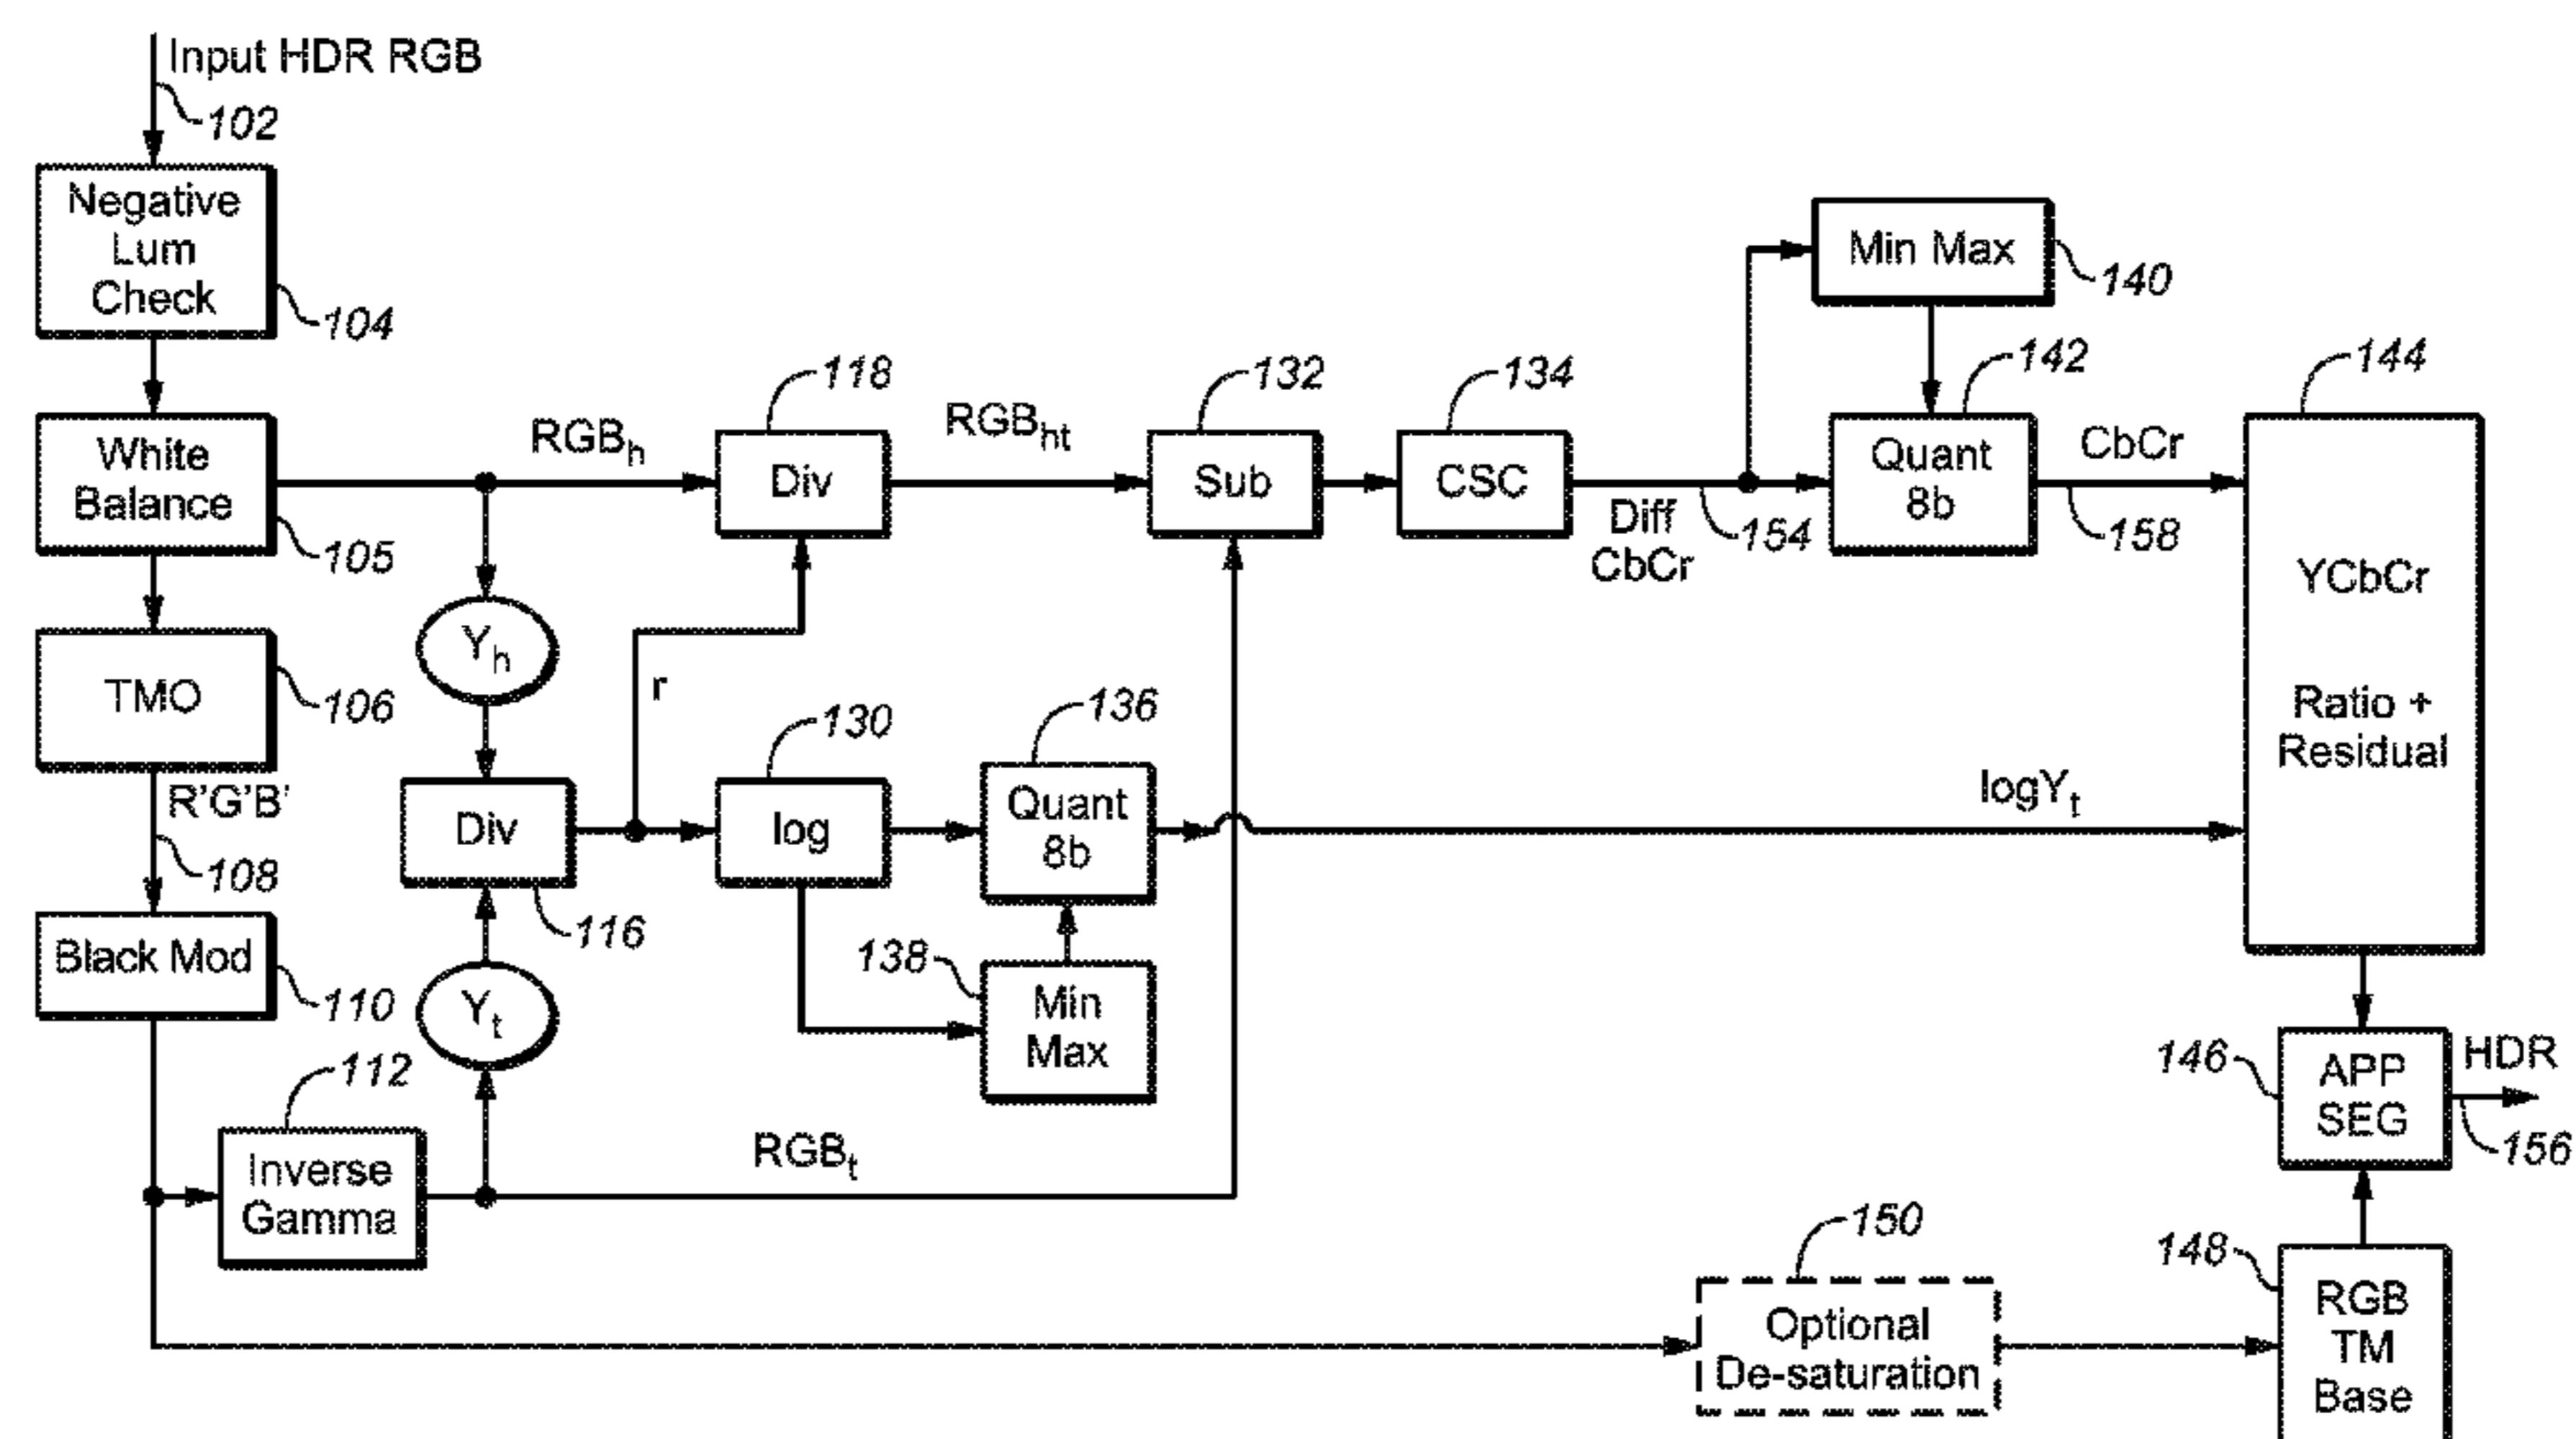 Input HDR RGB
102
Negative
Lum
Check
104
White
Balance
105
TMO
106
R'G'B'
108
Black Mod
110
Inverse
Gamma
112
RGBh
Yh
Div
116
Yt
RGBt
r
Div
118
RGBht
log
130
Quant
8b
136
Min
Max
138
Sub
132
CSC
134
Diff
CbCr
154
Min Max
140
Quant
8b
142
CbCr
158
logYt
144
YCbCr
Ratio +
Residual
146
APP
SEG
HDR
156
150
Optional
De-saturation
148
RGB
TM
Base